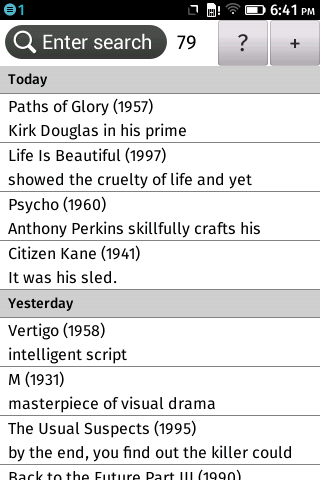 1 6:41 PM
Enter search 79 ? +
Today
Paths of Glory (1957)
Kirk Douglas in his prime
Life Is Beautiful (1997)
showed the cruelty of life and yet
Psycho (1960)
Anthony Perkins skillfully crafts his
Citizen Kane (1941)
It was his sled.
Yesterday
Vertigo (1958)
intelligent script
M (1931)
masterpiece of visual drama
The Usual Suspects (1995)
by the end, you find out the killer could
Back to the Future Part III (1990)